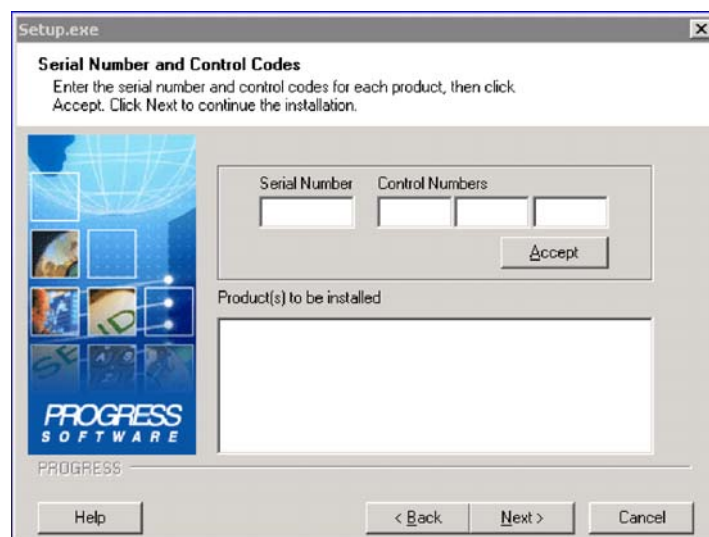 Setup.exe
Serial Number and Control Codes
Enter the serial number and control codes for each product, then click
Accept. Click Next to continue the installation.
Serial Number Control Numbers
Accept
Product(s) to be installed
PROGRESS
SOFTWARE
PROGRESS
Help < Back Next > Cancel